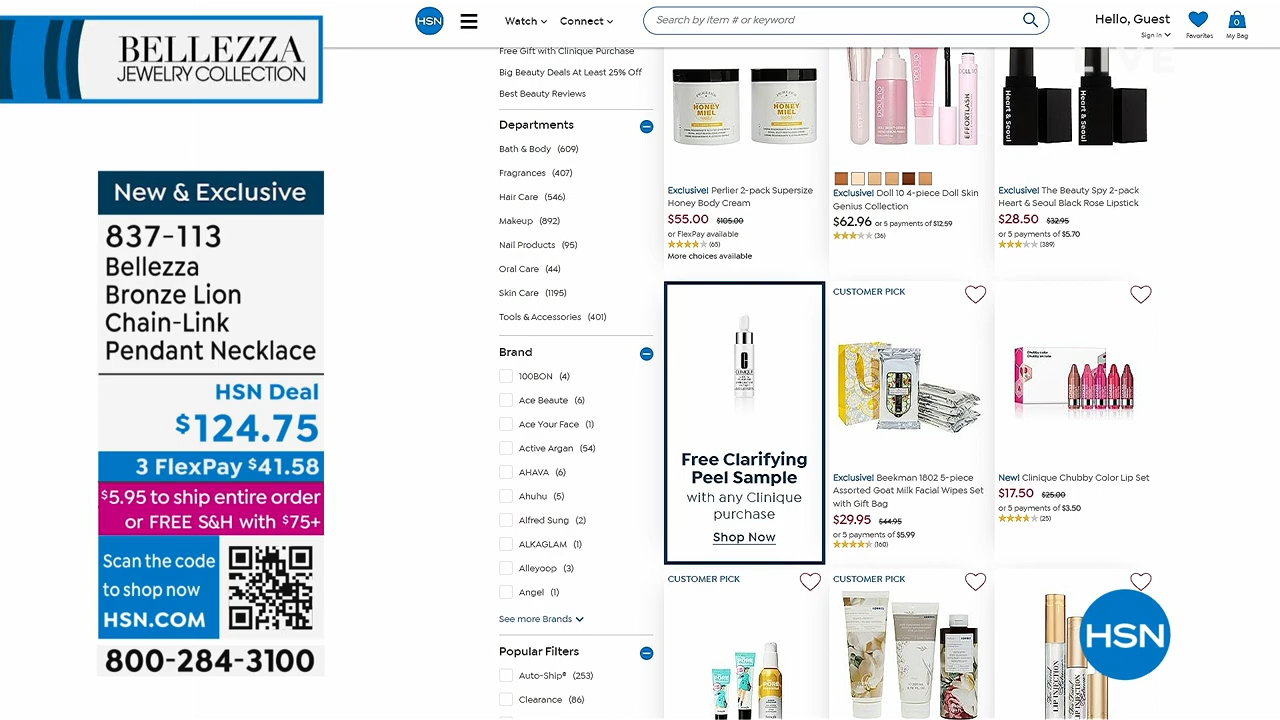 BELLEZZA
JEWELRY COLLECTION
New & Exclusive
837-113
Bellezza
Bronze Lion
Chain-Link
Pendant Necklace
HSN Deal
$124.75
3 FlexPay $41.58
$5.95 to ship entire order
or FREE S&H with $75+
Scan the code
to shop now
HSN.COM
800-284-3100
HSN
Watch
Connect
Search by item # or keyword
Hello, Guest
Sign In
Favorites
0
My Bag
LIVE
Free Gift with Clinique Purchase
Big Beauty Deals At Least 25% Off
Best Beauty Reviews
Departments
Bath & Body (609)
Fragrances (407)
Hair Care (546)
Makeup (892)
Nail Products (95)
Oral Care (44)
Skin Care (1195)
Tools & Accessories (401)
Brand
100BON (4)
Ace Beaute (6)
Ace Your Face (1)
Active Argan (54)
AHAVA (6)
Ahuhu (5)
Alfred Sung (2)
ALKAGLAM (1)
Alleyoop (3)
Angel (1)
See more Brands
Popular Filters
Auto-Ship® (253)
Clearance (86)
HONEY
MIEL
HONEY
MIEL
Exclusive! Perlier 2-pack Supersize
Honey Body Cream
$55.00 $105.00
or FlexPay available
(65)
More choices available
DOLL 10
DOLL 10
EFFORTLASH
Exclusive! Doll 10 4-piece Doll Skin
Genius Collection
$62.96 or 5 payments of $12.59
(36)
Heart & Seoul
Heart & Seoul
Exclusive! The Beauty Spy 2-pack
Heart & Seoul Black Rose Lipstick
$28.50 $32.95
or 5 payments of $5.70
(389)
CLINIQUE
Free Clarifying
Peel Sample
with any Clinique
purchase
Shop Now
CUSTOMER PICK
Exclusive! Beekman 1802 5-piece
Assorted Goat Milk Facial Wipes Set
with Gift Bag
$29.95 $44.95
or 5 payments of $5.99
(160)
New! Clinique Chubby Color Lip Set
$17.50 $25.00
or 5 payments of $3.50
(25)
CUSTOMER PICK
CUSTOMER PICK
KORRES
LIP INJECTION
HSN